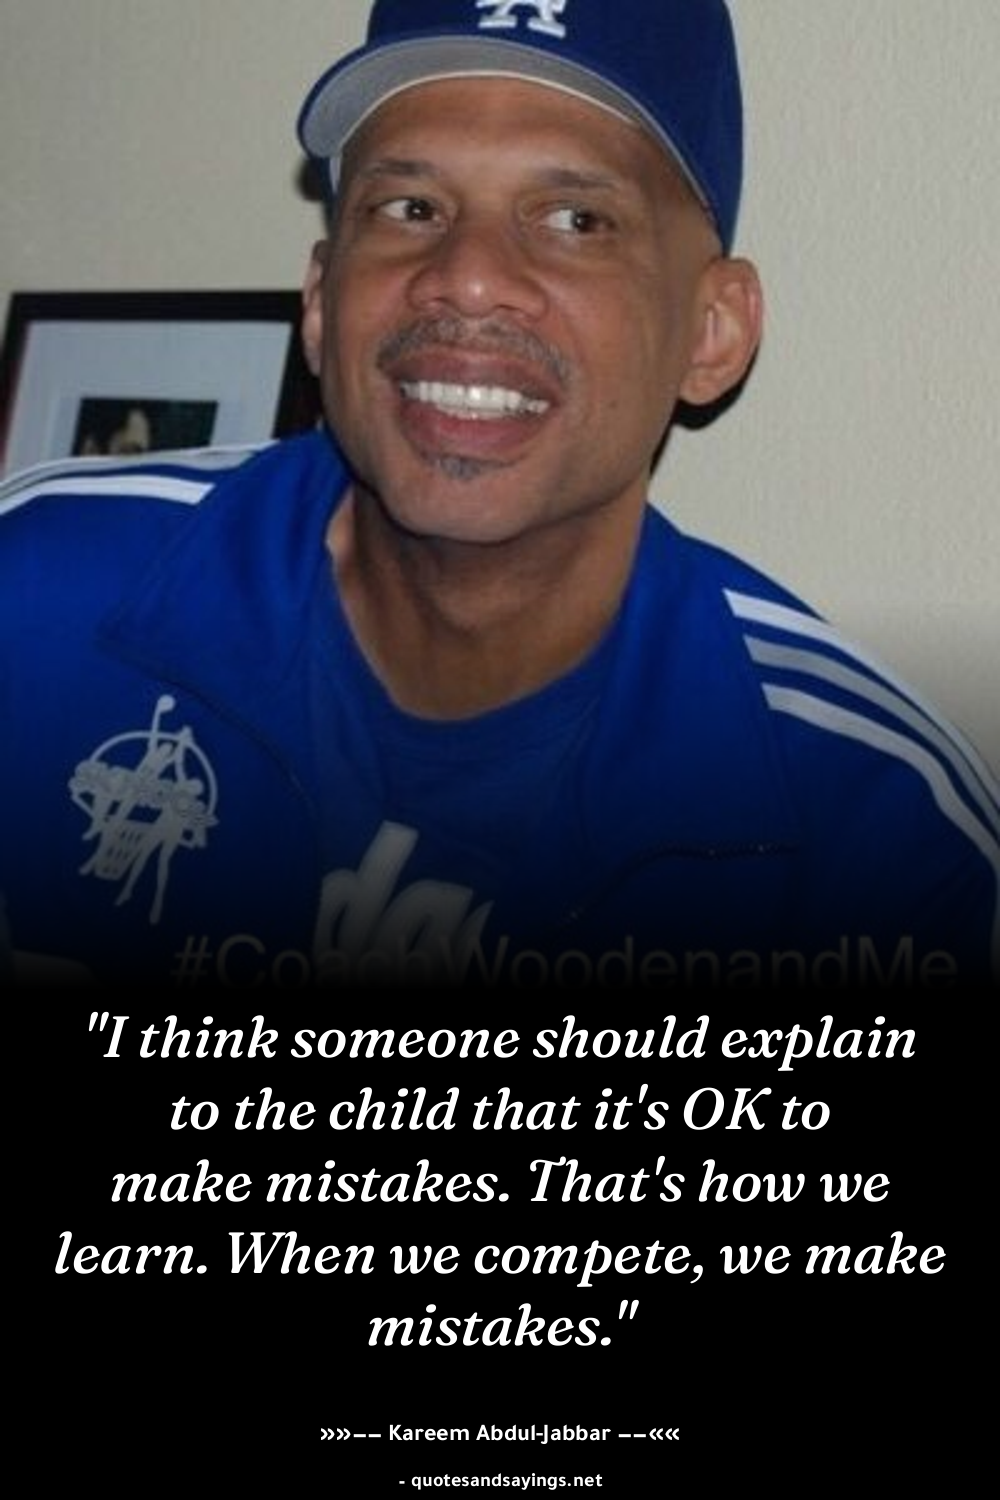 #CoachWoodenandMe
"I think someone should explain
to the child that it's OK to
make mistakes. That's how we
learn. When we compete, we make
mistakes."
»»−− Kareem Abdul-Jabbar −−««
- quotesandsayings.net